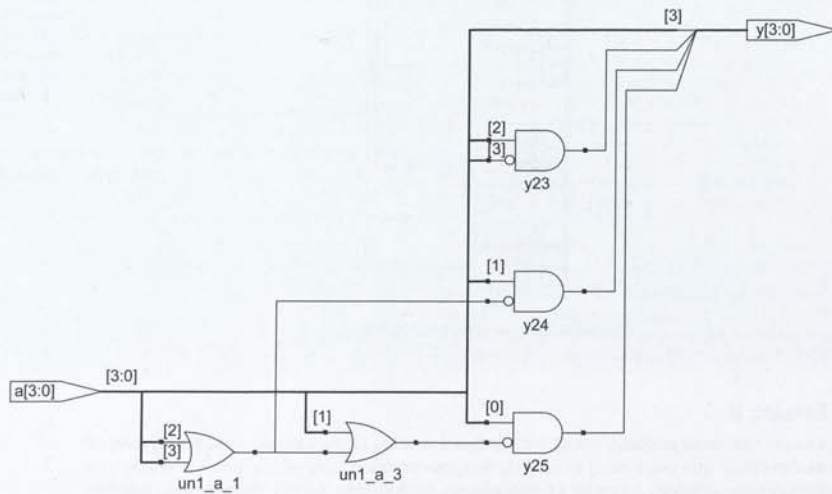 [3]
y[3:0]
[2]
[3]
y23
[1]
y24
[3:0]
a[3:0]
[0]
[1]
[2]
[3]
y25
un1_a_3
un1_a_1